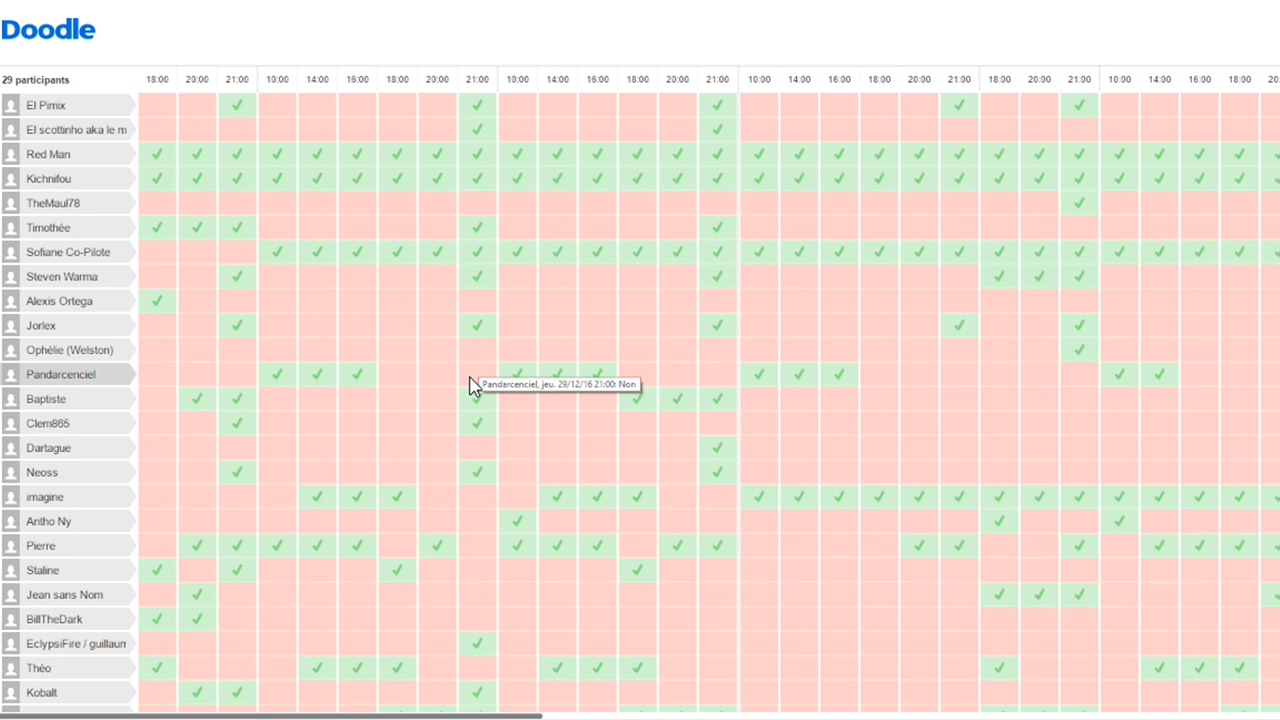 Doodle
29 participants 18:00 20:00 21:00 10:00 14:00 16:00 18:00 20:00 21:00 10:00 14:00 16:00 18:00 20:00 21:00 10:00 14:00 16:00 18:00 20:00 21:00 18:00 20:00 21:00 10:00 14:00 16:00 18:00 20
El Pimix
El scottinho aka le m
Red Man
Kichnifou
TheMaul78
Timothée
Sofiane Co-Pilote
Steven Warma
Alexis Ortega
Jorlex
Ophélie (Welston)
Pandarcenciel
Pandarcenciel, jeu. 29/12/16 21:00: Non
Baptiste
Clem865
Dartague
Neoss
imagine
Antho Ny
Pierre
Staline
Jean sans Nom
BillTheDark
EclypsiFire / guillaum
Théo
Kobalt